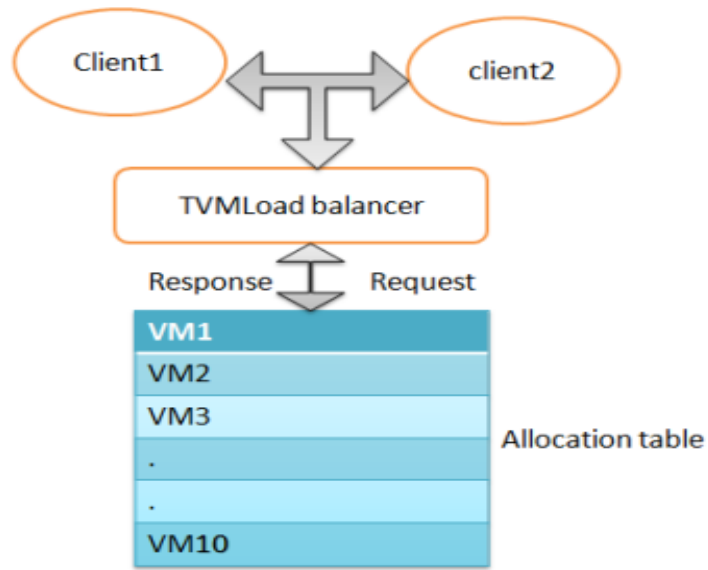 Client1
client2
TVMLoad balancer
Response
Request
VM1
VM2
VM3
.
.
VM10
Allocation table